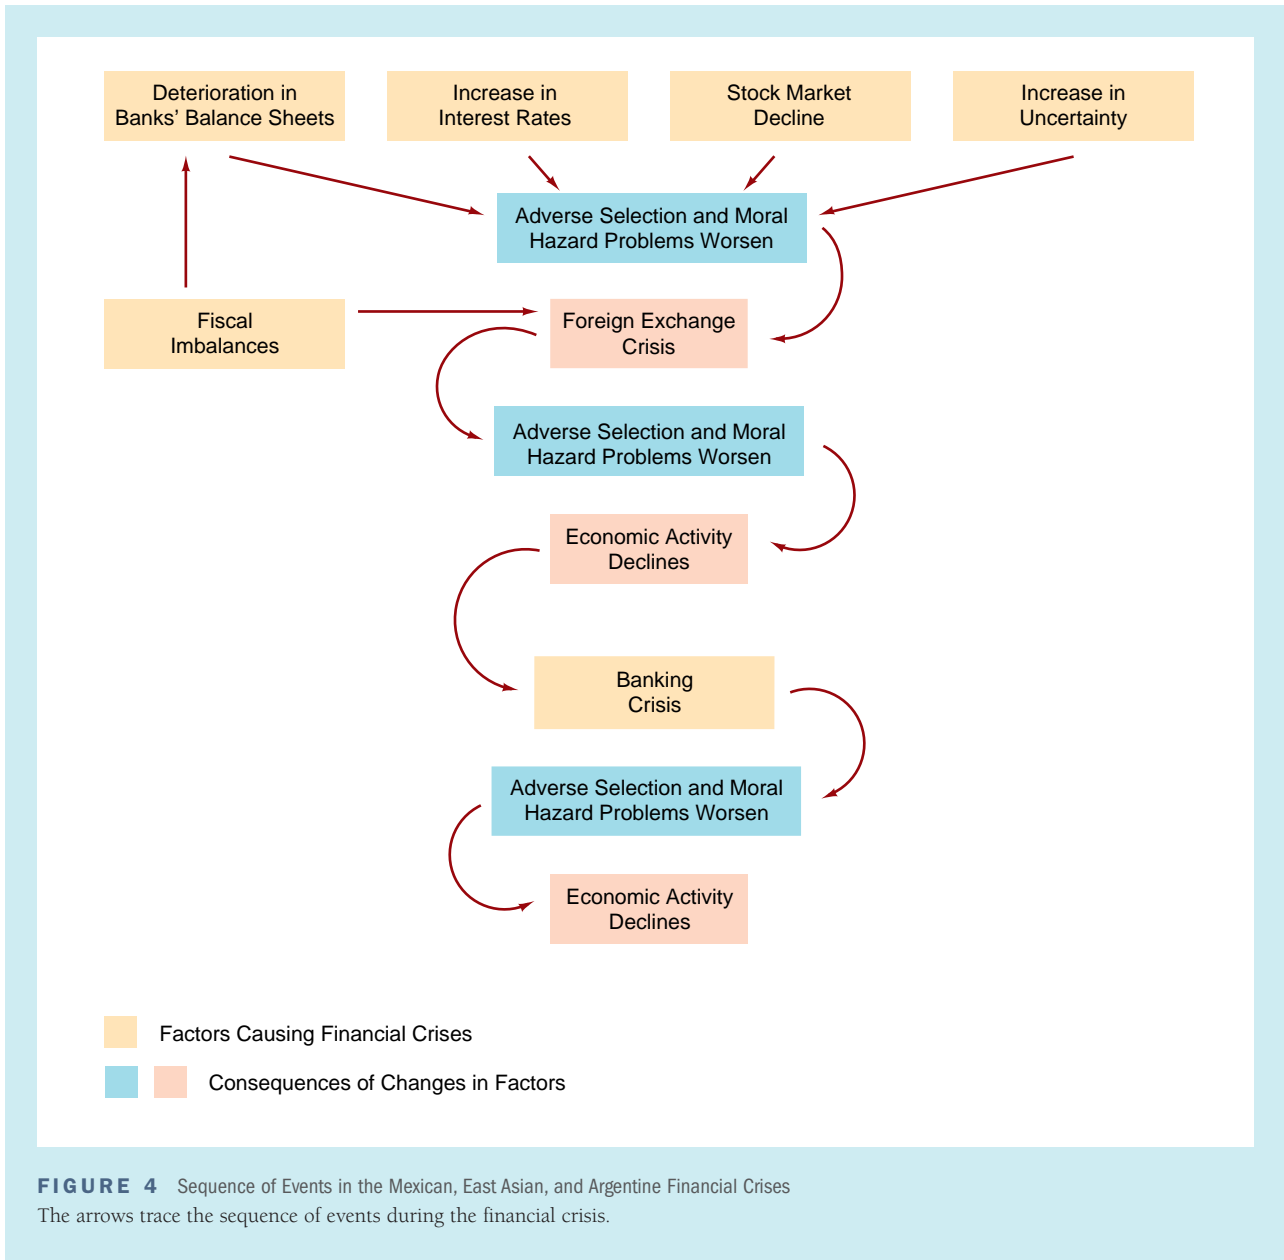 Deterioration in
Banks’ Balance Sheets
Increase in
Interest Rates
Stock Market
Decline
Increase in
Uncertainty
Adverse Selection and Moral
Hazard Problems Worsen
Fiscal
Imbalances
Foreign Exchange
Crisis
Adverse Selection and Moral
Hazard Problems Worsen
Economic Activity
Declines
Banking
Crisis
Adverse Selection and Moral
Hazard Problems Worsen
Economic Activity
Declines
Factors Causing Financial Crises
Consequences of Changes in Factors
FIGURE 4 Sequence of Events in the Mexican, East Asian, and Argentine Financial Crises
The arrows trace the sequence of events during the financial crisis.